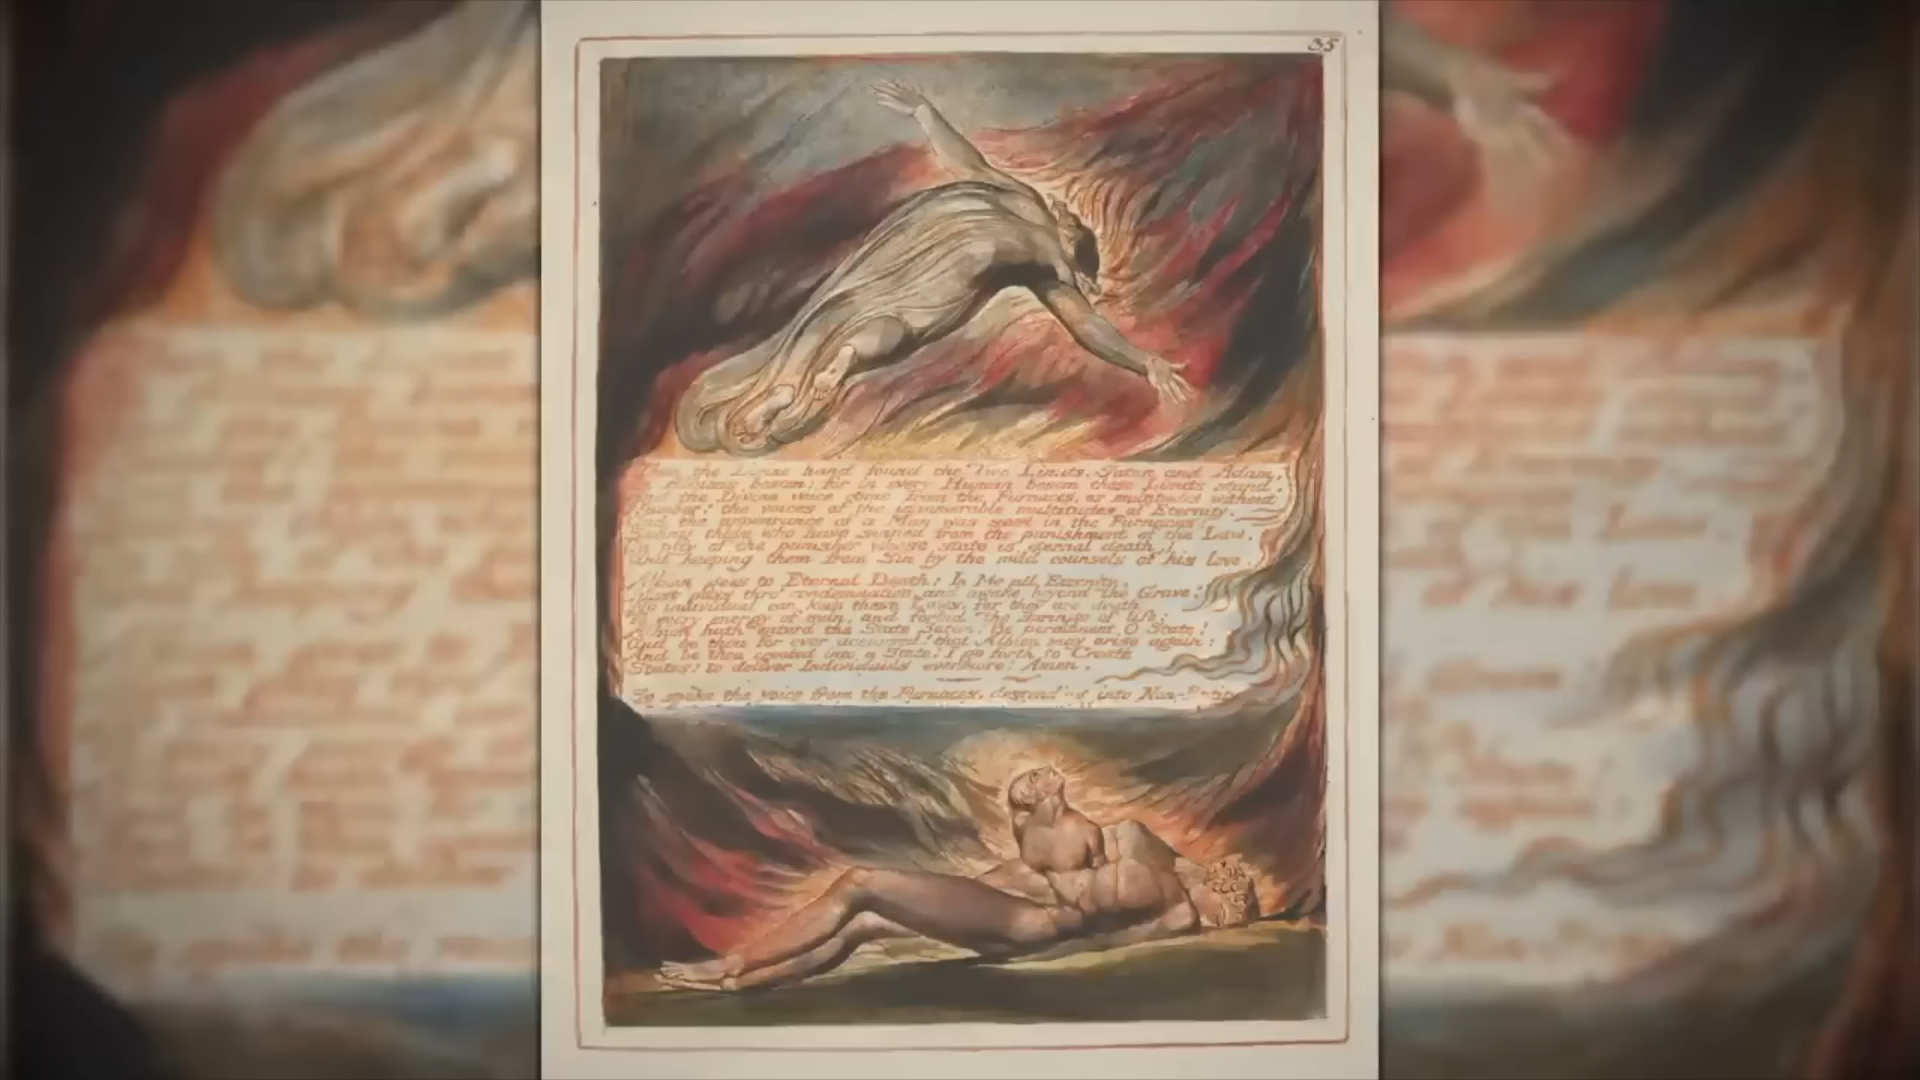 35
Then the Divine hand found the Two Limits, Satan and Adam,
In Albions bosom: for in every Human bosom those Limits stand.
And the Divine voice came from the Furnaces, as multitudes without
Number! the voices of the innumerable multitudes of Eternity.
And the appearance of a Man was seen in the Furnaces;
Saving those who have sinned from the punishment of the Law,
In pity of the punisher whose state is eternal death,
And keeping them from Sin by the mild counsels of his love.
Albion goes to Eternal Death: In Me all Eternity.
Must pass thro' condemnation, and awake beyond the Grave:
No individual can keep these Laws, for they are death
To every energy of man, and forbid the springs of life;
Albion hath enterd the State Satan! Be permanent O State!
And be thou for ever accursed! that Albion may arise again:
And be thou created into a State! I go forth to Create
States: to deliver Individuals evermore! Amen.
So spoke the voice from the Furnaces, descending into Non-Entity